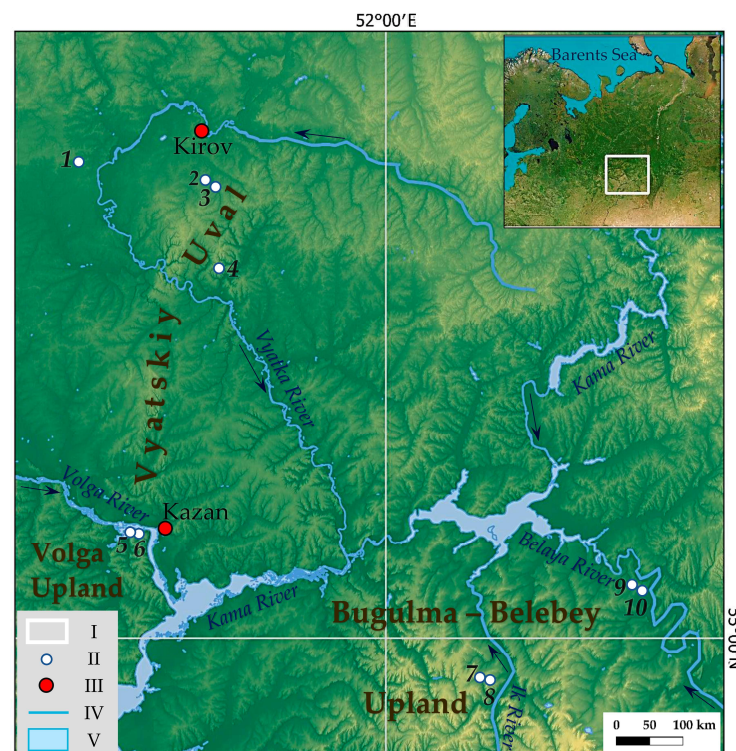 52°00′E
Barents Sea
Kirov
1
2
3
4
Vyatskiy Uval
Vyatka River
Kama River
Volga River
Kazan
5 6
Volga
Upland
Kama River
Belaya River
9
10
Bugulma – Belebey
Upland
7
8
Ik River
55°00′N
I
II
III
IV
V
0 50 100 km